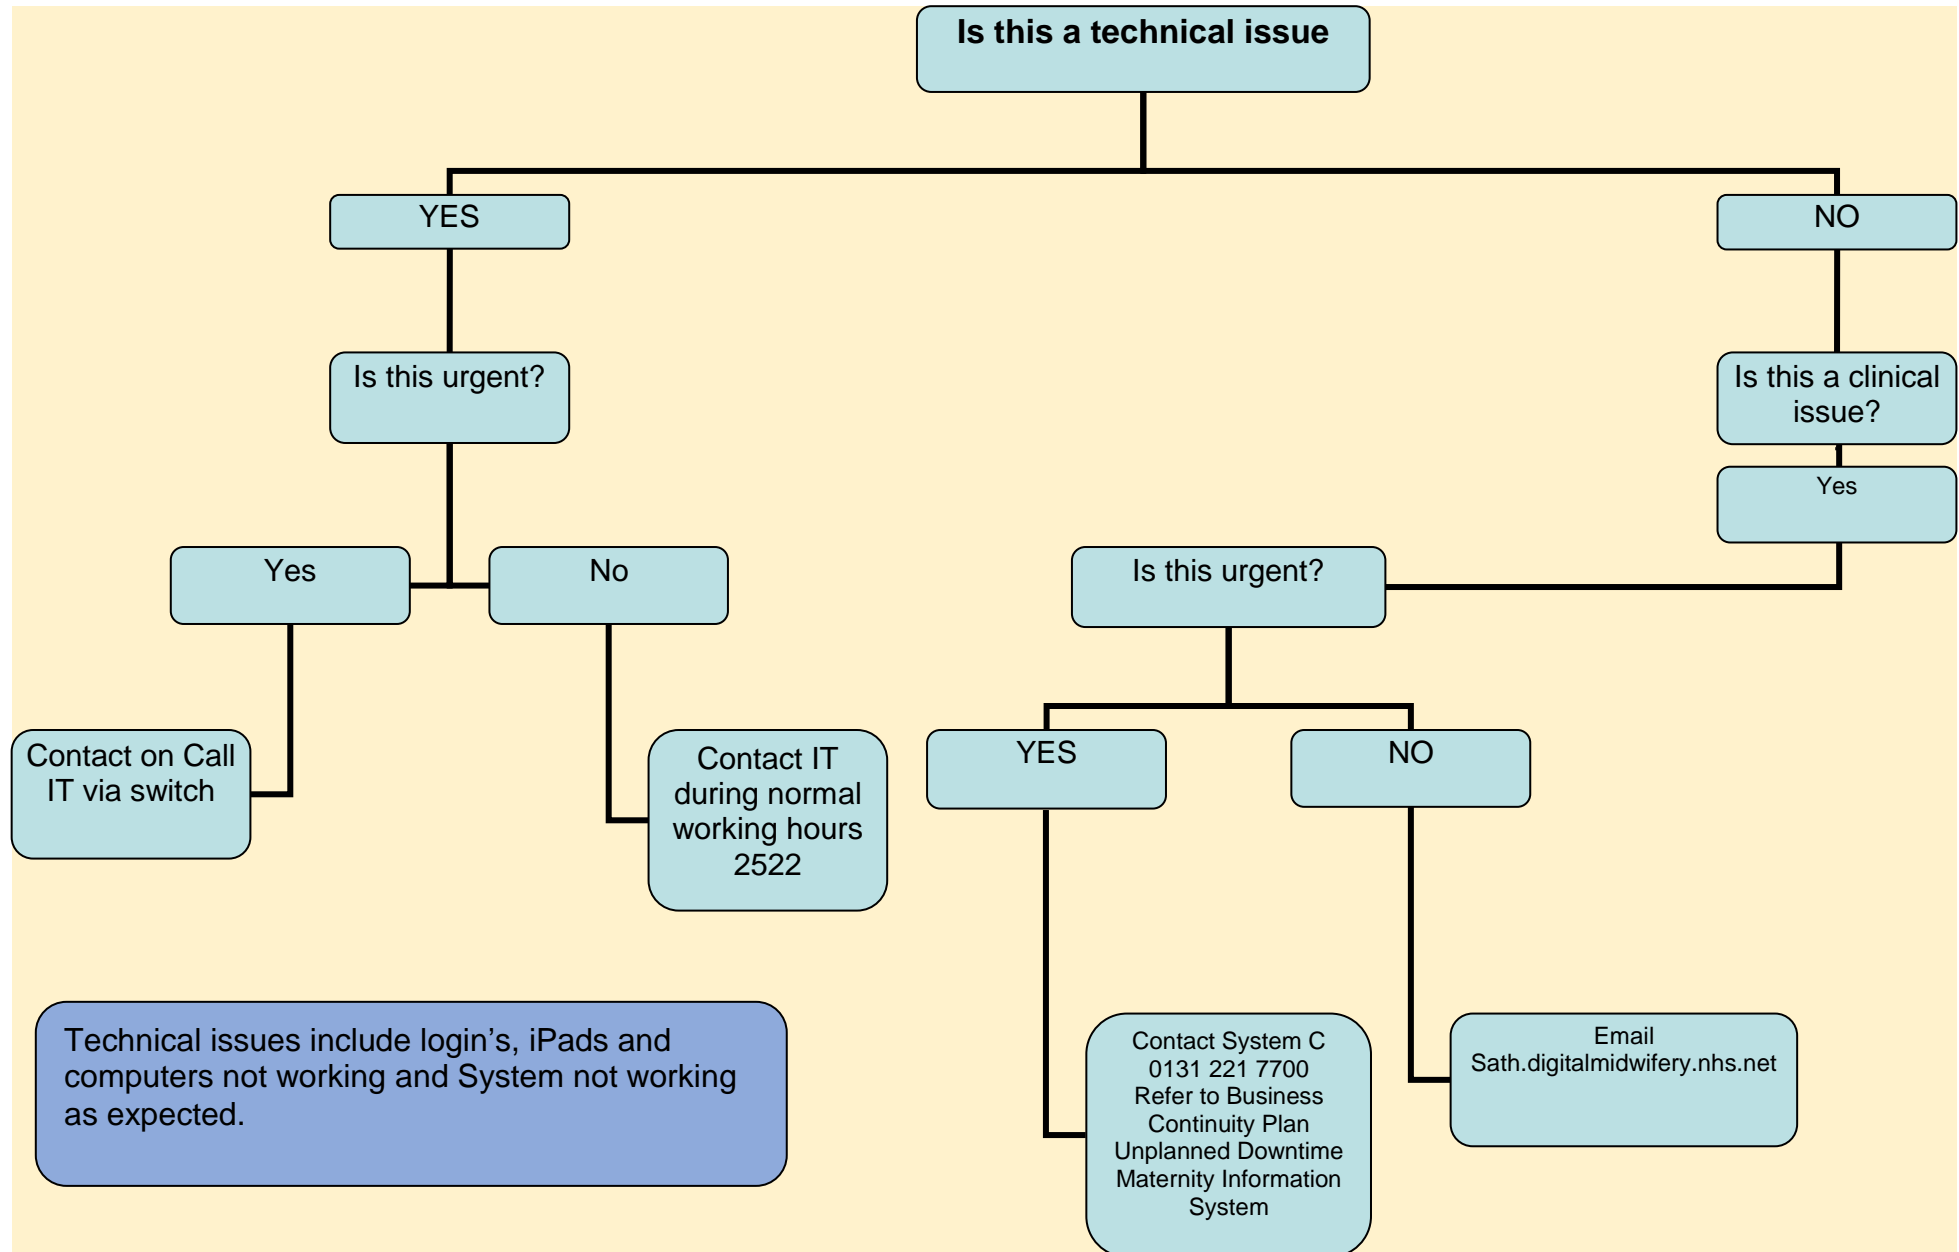 Is this a technical issue
YES
NO
Is this urgent?
Is this a clinical
issue?
Yes
Yes
No
Is this urgent?
Contact on Call
IT via switch
Contact IT
during normal
working hours
2522
YES
NO
Technical issues include login’s, iPads and
computers not working and System not working
as expected.
Contact System C
0131 221 7700
Refer to Business
Continuity Plan
Unplanned Downtime
Maternity Information
System
Email
Sath.digitalmidwifery.nhs.net